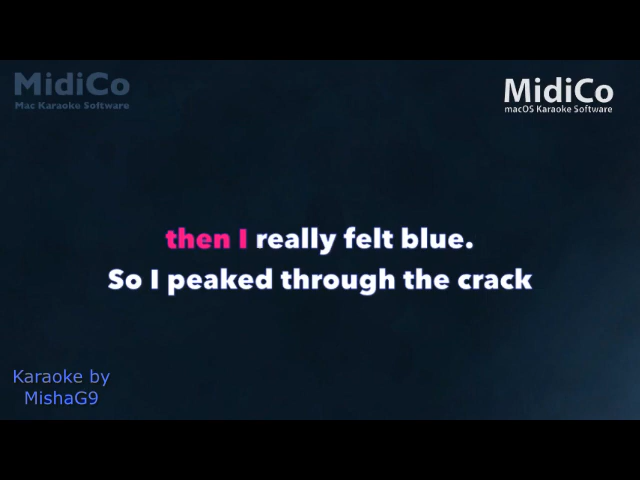 MidiCo
Mac Karaoke Software
MidiCo
macOS Karaoke Software
then I really felt blue.
So I peaked through the crack
Karaoke by
MishaG9